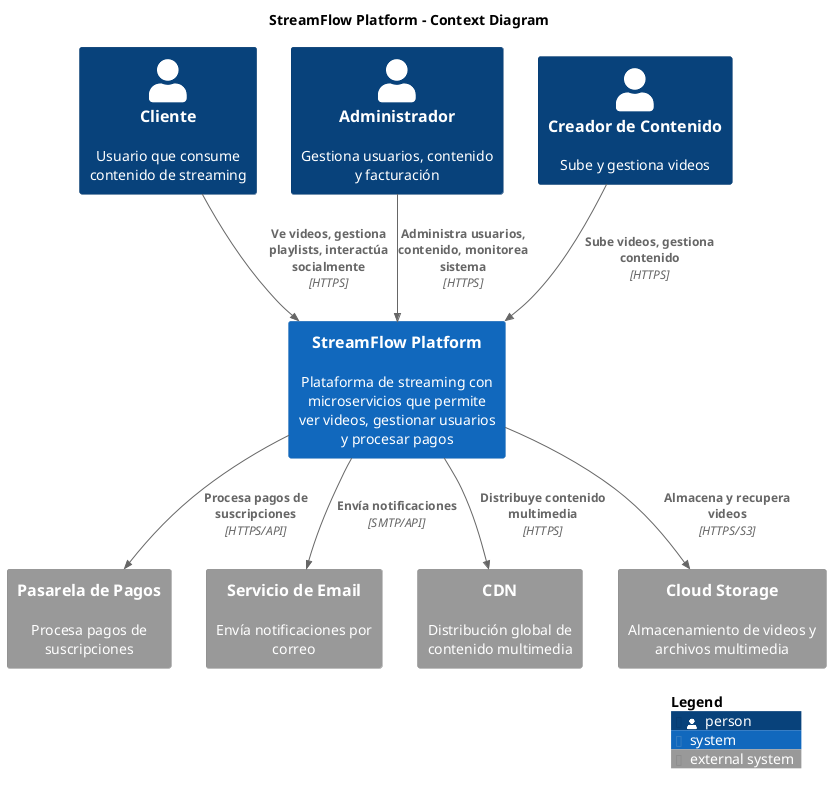 StreamFlow Platform - Context Diagram
Cliente
Usuario que consume
contenido de streaming
Administrador
Gestiona usuarios, contenido
y facturación
Creador de Contenido
Sube y gestiona videos
Ve videos, gestiona
playlists, interactúa
socialmente
[HTTPS]
Administra usuarios,
contenido, monitorea
sistema
[HTTPS]
Sube videos, gestiona
contenido
[HTTPS]
StreamFlow Platform
Plataforma de streaming con
microservicios que permite
ver videos, gestionar usuarios
y procesar pagos
Procesa pagos de
suscripciones
[HTTPS/API]
Envía notificaciones
[SMTP/API]
Distribuye contenido
multimedia
[HTTPS]
Almacena y recupera
videos
[HTTPS/S3]
Pasarela de Pagos
Procesa pagos de
suscripciones
Servicio de Email
Envía notificaciones por
correo
CDN
Distribución global de
contenido multimedia
Cloud Storage
Almacenamiento de videos y
archivos multimedia
Legend
person
system
external system